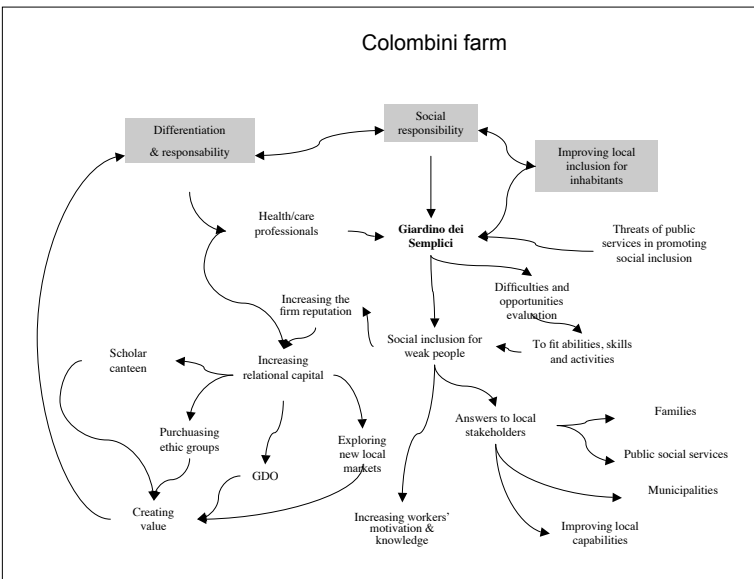 Colombini farm
Differentiation
& responsability
Social
responsibility
Improving local
inclusion for
inhabitants
Health/care
professionals
Giardino dei
Semplici
Threats of public
services in promoting
social inclusion
Difficulties and
opportunities
evaluation
Increasing the
firm reputation
Social inclusion for
weak people
To fit abilities, skills
and activities
Scholar
canteen
Increasing
relational capital
Purchuasing
ethic groups
GDO
Exploring
new local
markets
Answers to local
stakeholders
Families
Public social services
Municipalities
Improving local
capabilities
Creating
value
Increasing workers’
motivation & 
knowledge